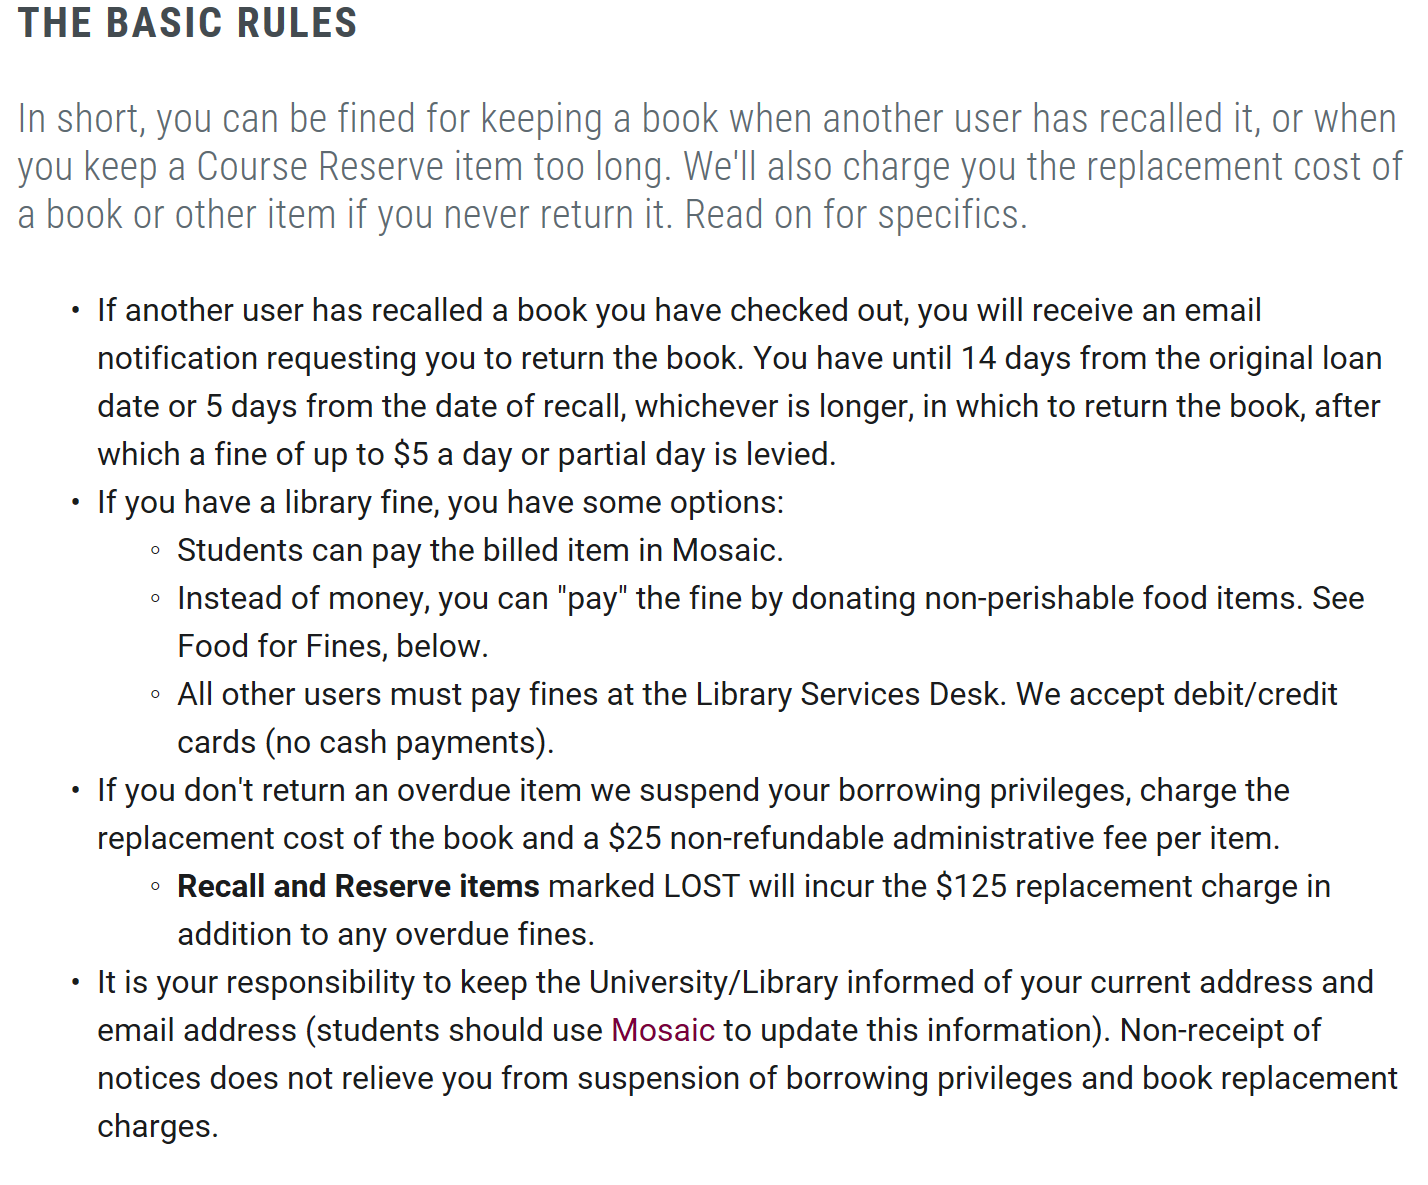 THE BASIC RULES
In short, you can be fined for keeping a book when another user has recalled it, or when
you keep a Course Reserve item too long. We'll also charge you the replacement cost of
a book or other item if you never return it. Read on for specifics.
• If another user has recalled a book you have checked out, you will receive an email
notification requesting you to return the book. You have until 14 days from the original loan
date or 5 days from the date of recall, whichever is longer, in which to return the book, after
which a fine of up to $5 a day or partial day is levied.
• If you have a library fine, you have some options:
◦ Students can pay the billed item in Mosaic.
◦ Instead of money, you can "pay" the fine by donating non-perishable food items. See
Food for Fines, below.
◦ All other users must pay fines at the Library Services Desk. We accept debit/credit
cards (no cash payments).
• If you don't return an overdue item we suspend your borrowing privileges, charge the
replacement cost of the book and a $25 non-refundable administrative fee per item.
◦ Recall and Reserve items marked LOST will incur the $125 replacement charge in
addition to any overdue fines.
• It is your responsibility to keep the University/Library informed of your current address and
email address (students should use Mosaic to update this information). Non-receipt of
notices does not relieve you from suspension of borrowing privileges and book replacement
charges.